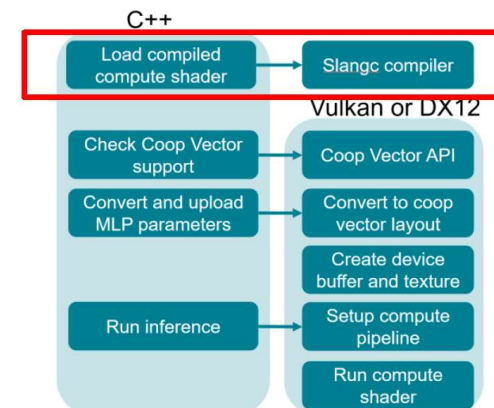 C++
Load compiled
compute shader
Slangc compiler
Vulkan or DX12
Check Coop Vector
support
Coop Vector API
Convert and upload
MLP parameters
Convert to coop
vector layout
Create device
buffer and texture
Run inference
Setup compute
pipeline
Run compute
shader